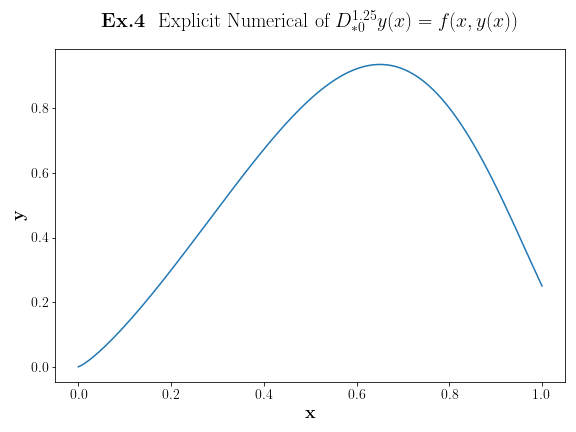 Ex.4 Explicit Numerical of $D_{*0}^{1.25}y(x) = f(x, y(x))$
y
0.8
0.6
0.4
0.2
0.0
0.0 0.2 0.4 0.6 0.8 1.0
x